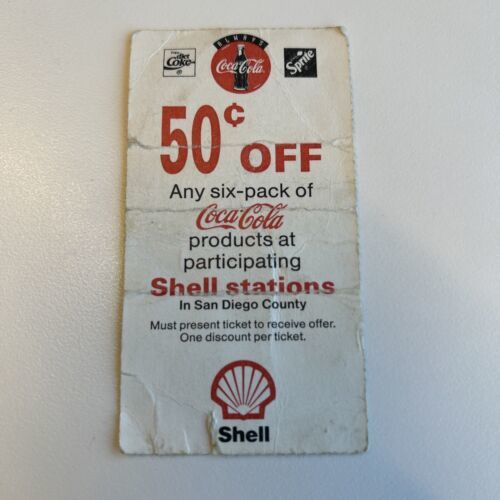 ALWAYS
Coca-Cola
diet
Coke
®
Sprite
50¢ OFF
Any six-pack of
Coca-Cola
products at
participating
Shell stations
In San Diego County
Must present ticket to receive offer.
One discount per ticket.
Shell